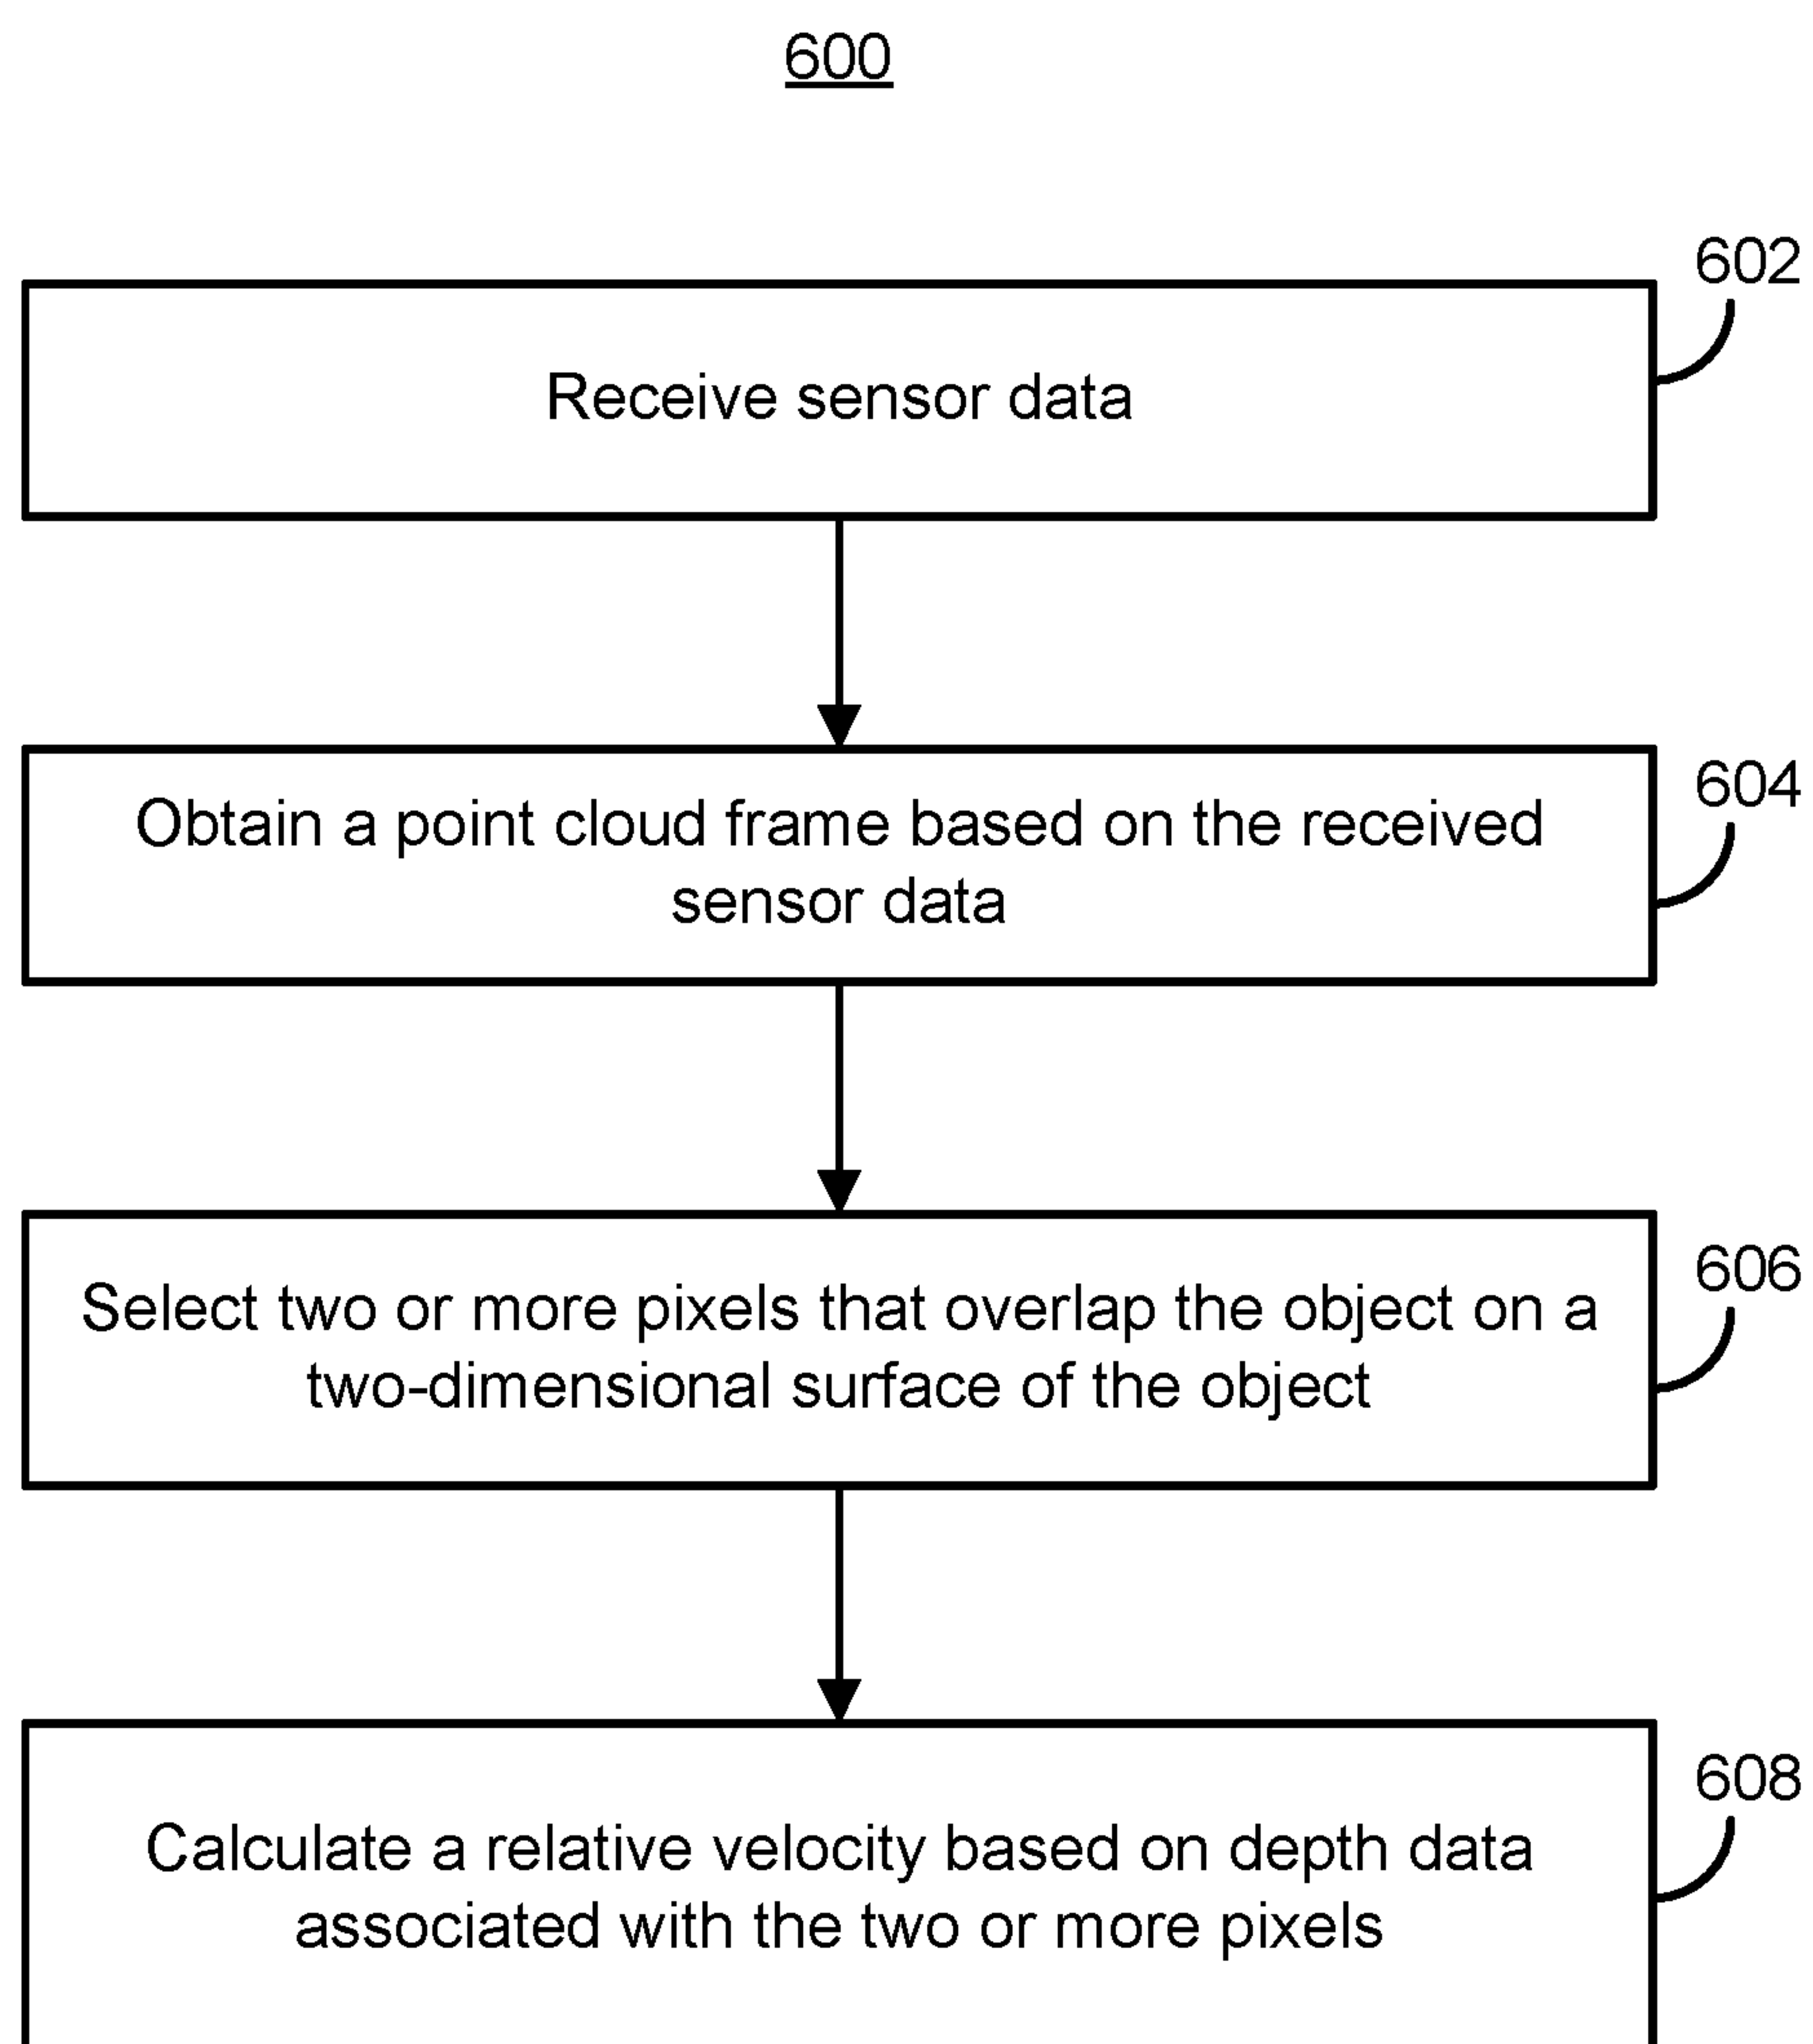 600
602
Receive sensor data
604
Obtain a point cloud frame based on the received
sensor data
606
Select two or more pixels that overlap the object on a
two-dimensional surface of the object
608
Calculate a relative velocity based on depth data
associated with the two or more pixels